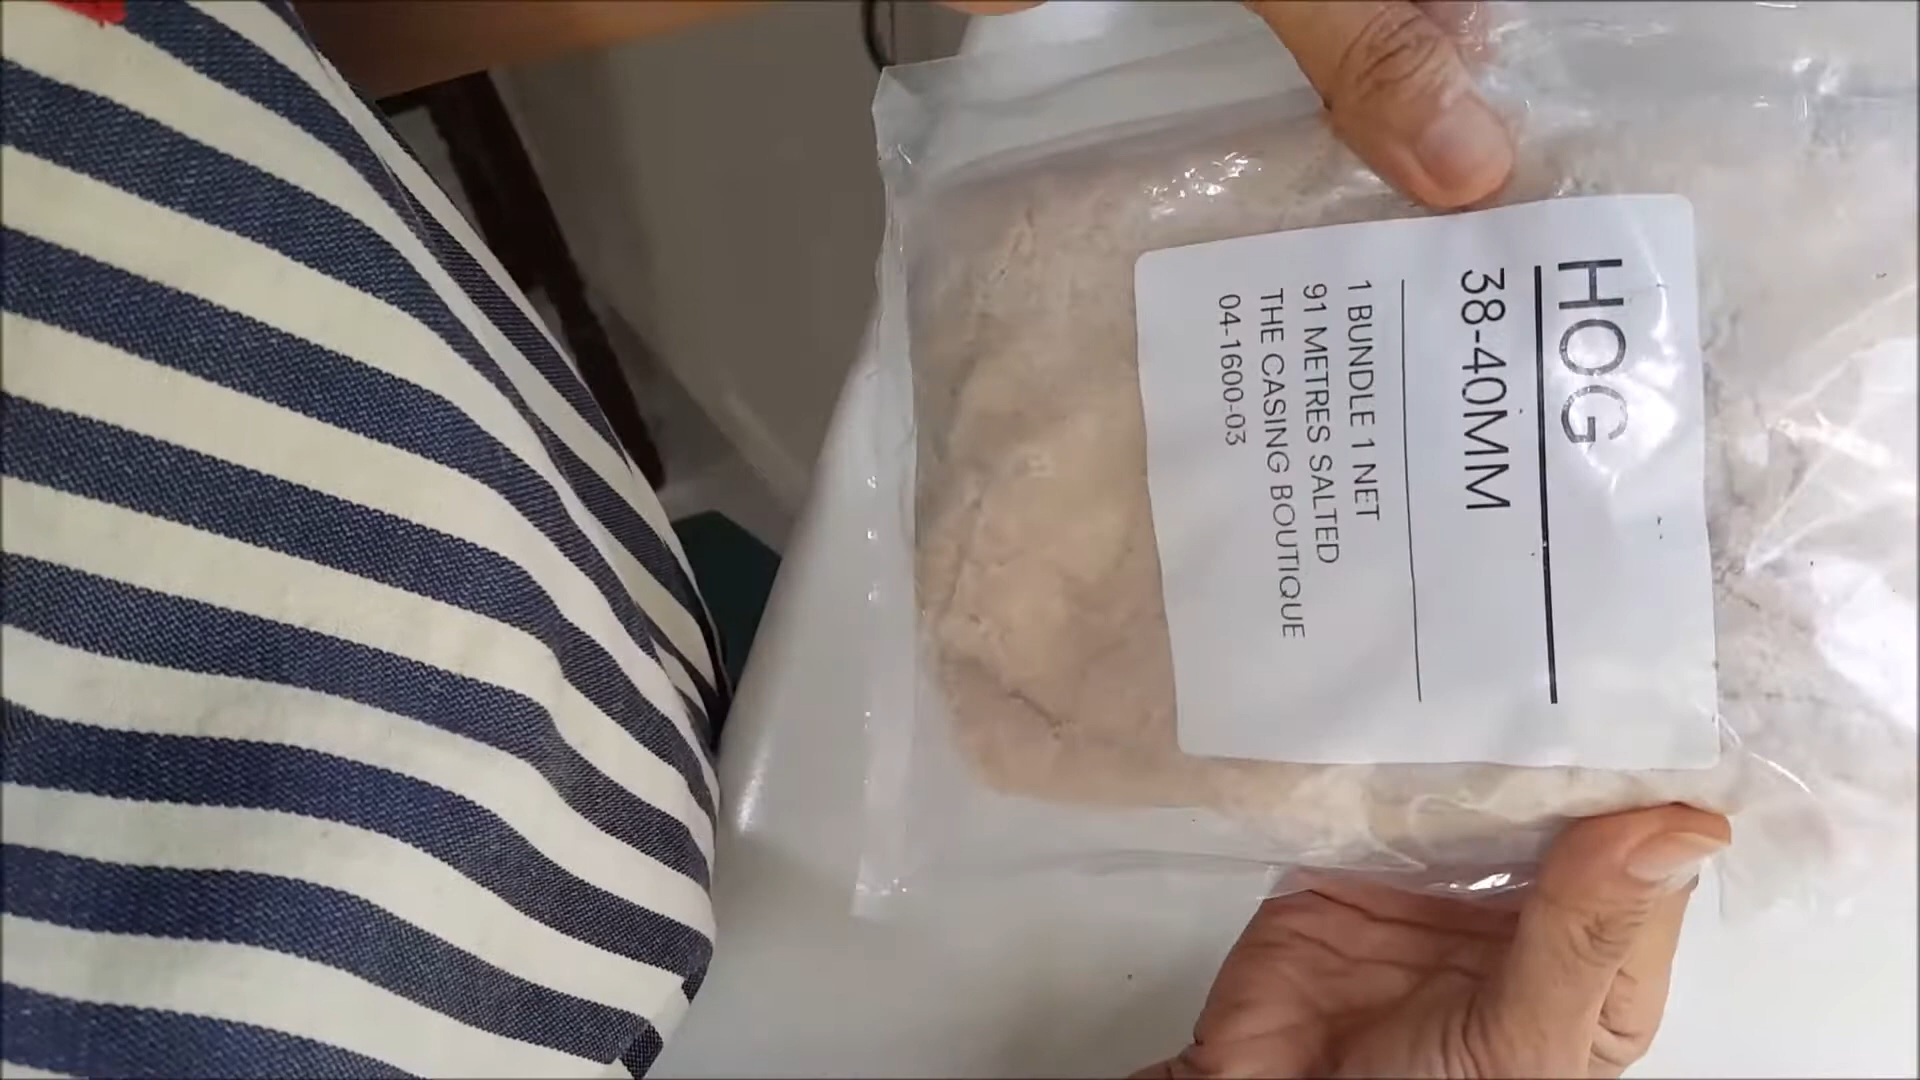 HOG
38-40MM
1 BUNDLE 1 NET
91 METRES SALTED
THE CASING BOUTIQUE
04-1600-03